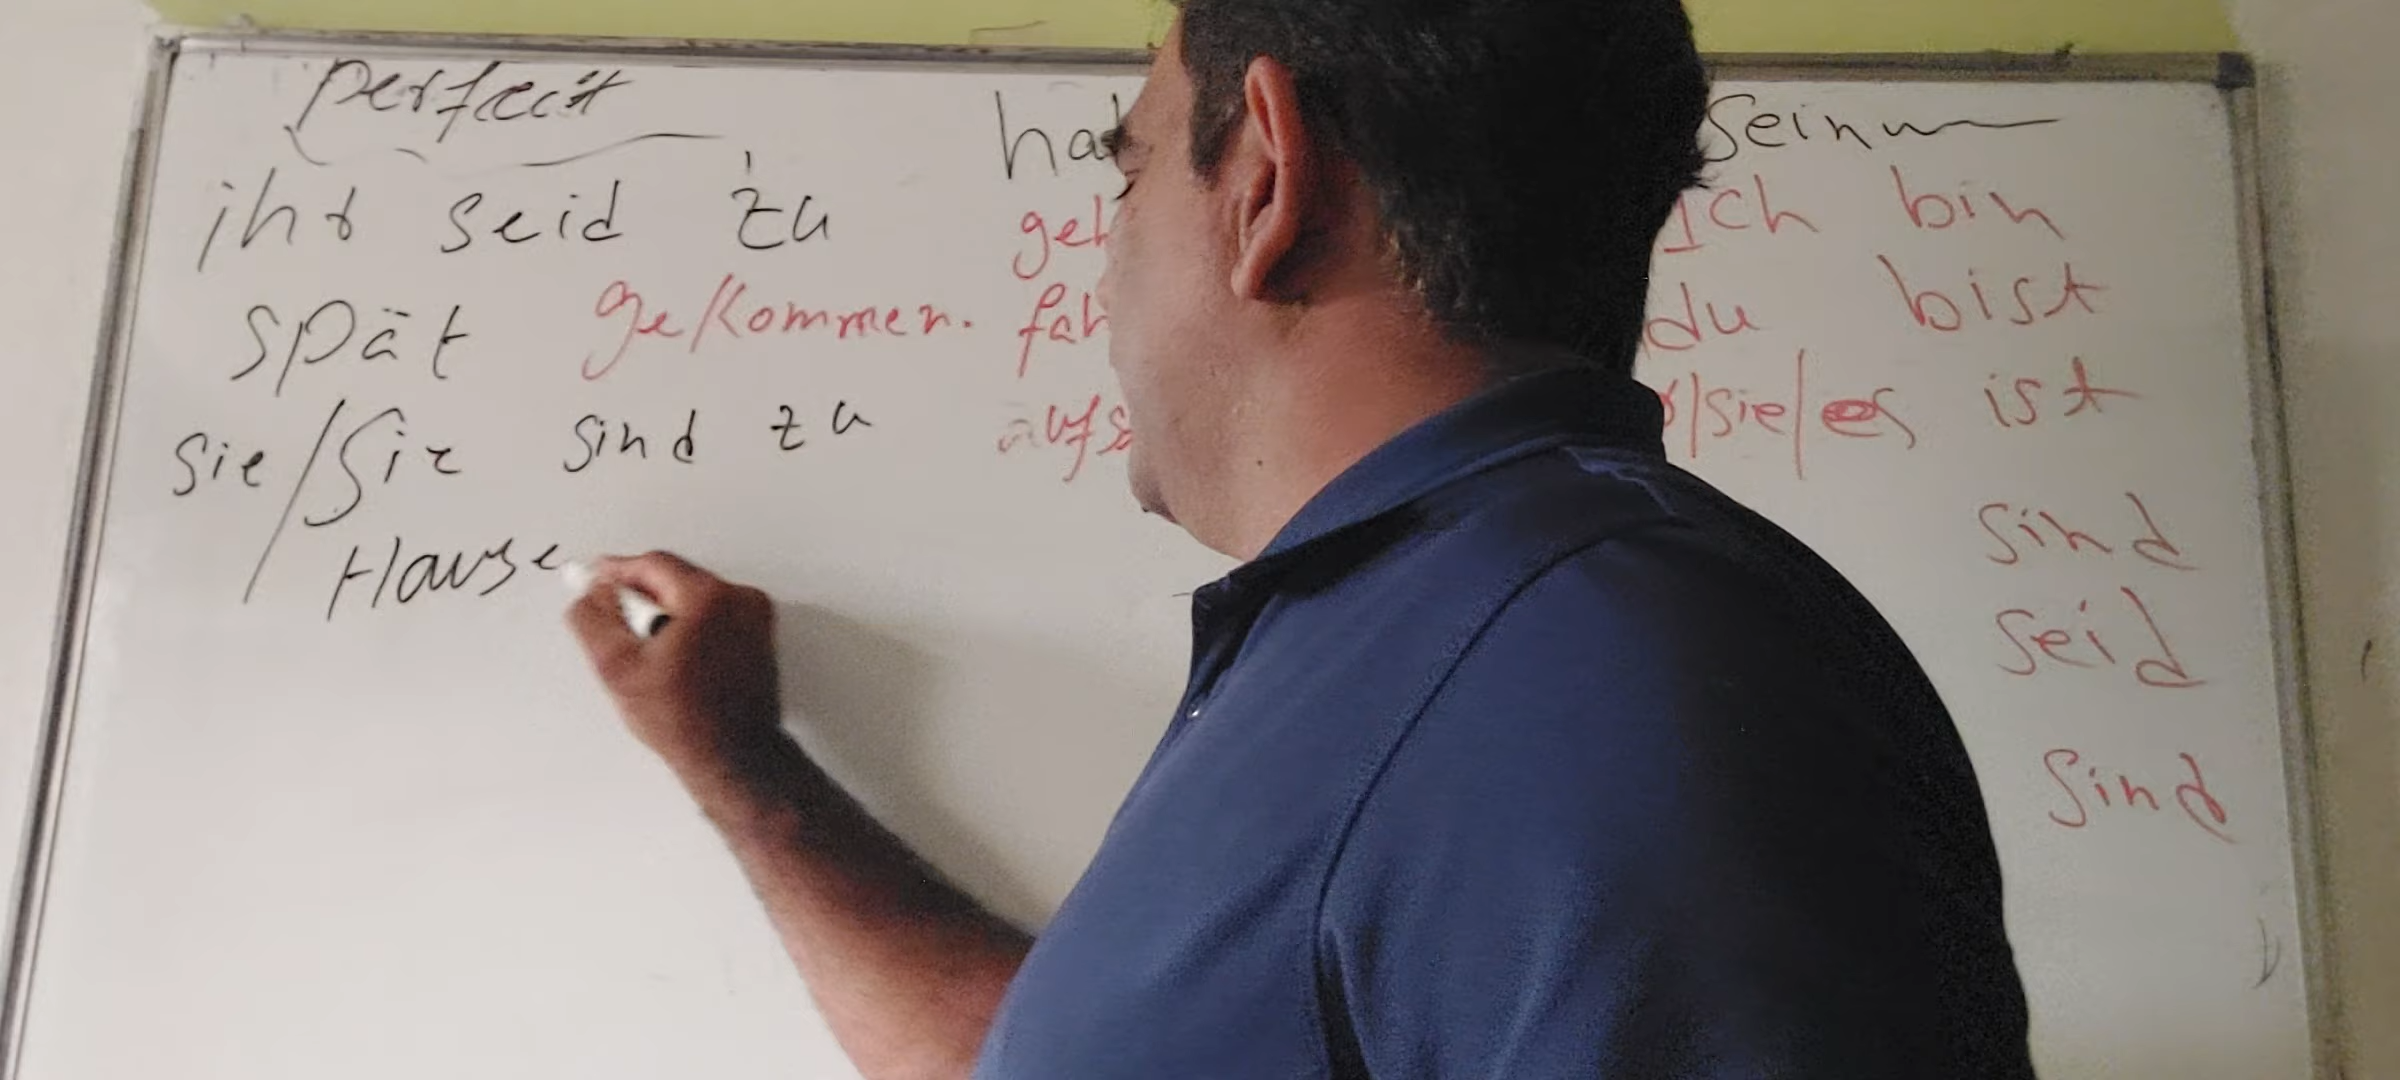 perfect
ihr seid zu
spät gekommen.
sie/Sie sind zu
Hause
sein
ich bin
du bist
sie/es ist
sind
seid
sind